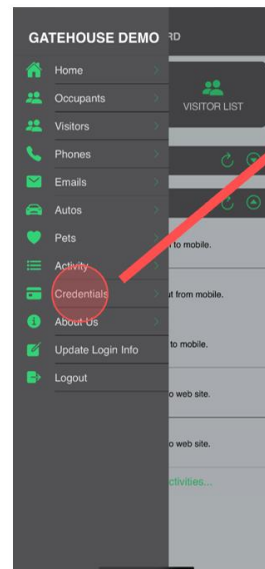 GATEHOUSE DEMO
RD
Home
Occupants
VISITOR LIST
Visitors
Phones
Emails
Autos
Pets
to mobile.
Activity
Credentials
from mobile.
About Us
Update Login Info
to mobile.
Logout
o web site.
o web site.
ctivities...